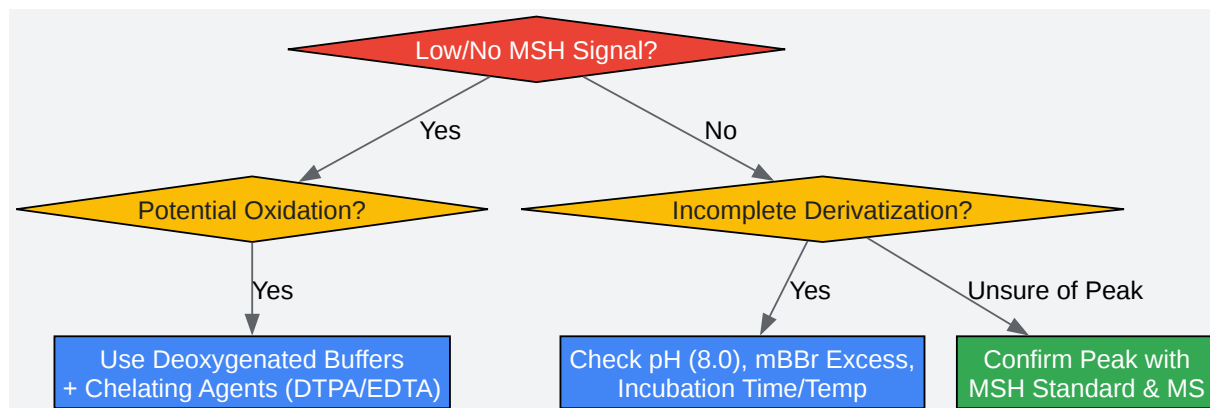 Low/No MSH Signal?
Yes
No
Potential Oxidation?
Incomplete Derivatization?
Yes
Yes
Unsure of Peak
Use Deoxygenated Buffers
+ Chelating Agents (DTPA/EDTA)
Check pH (8.0), mBBr Excess,
Incubation Time/Temp
Confirm Peak with
MSH Standard & MS